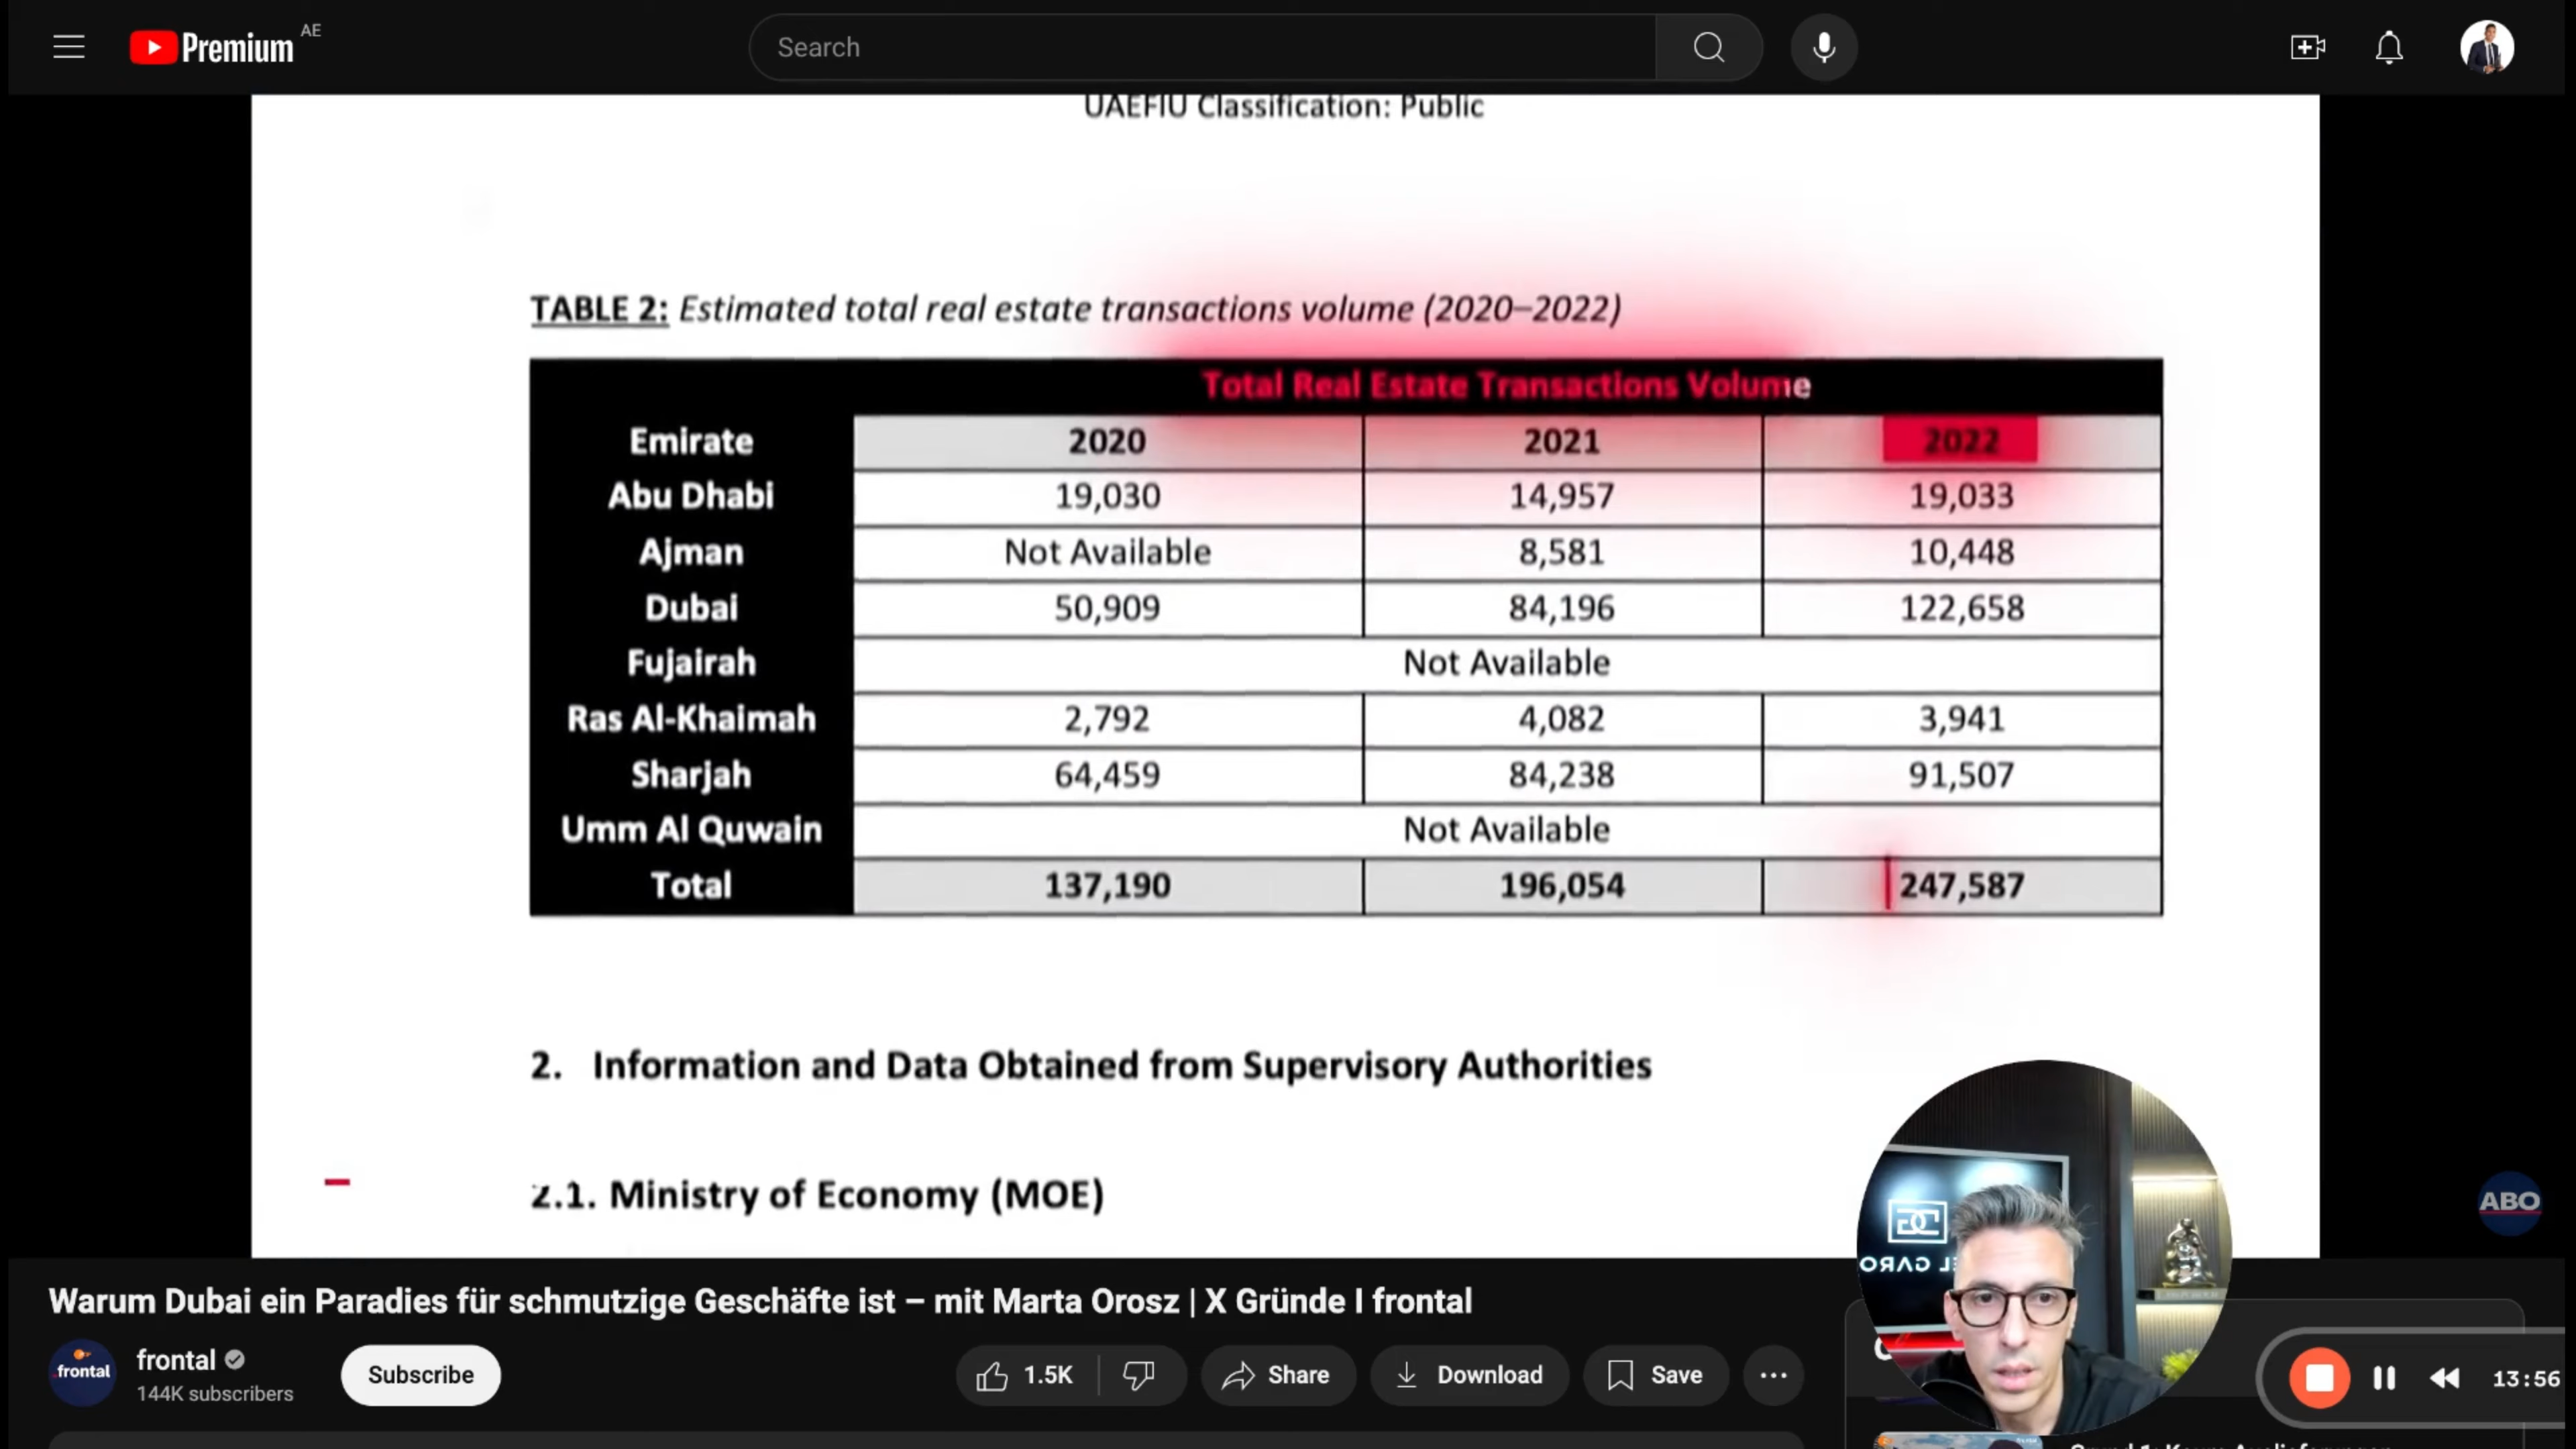 Premium AE
Search
UAEFIU Classification: Public
TABLE 2: Estimated total real estate transactions volume (2020–2022)
Total Real Estate Transactions Volume
Emirate 2020 2021 2022
Abu Dhabi 19,030 14,957 19,033
Ajman Not Available 8,581 10,448
Dubai 50,909 84,196 122,658
Fujairah Not Available
Ras Al-Khaimah 2,792 4,082 3,941
Sharjah 64,459 84,238 91,507
Umm Al Quwain Not Available
Total 137,190 196,054 247,587
2. Information and Data Obtained from Supervisory Authorities
2.1. Ministry of Economy (MOE)
ABO
Warum Dubai ein Paradies für schmutzige Geschäfte ist – mit Marta Orosz | X Gründe I frontal
frontal
frontal
144K subscribers
Subscribe
1.5K
Share
Download
Save
13:56